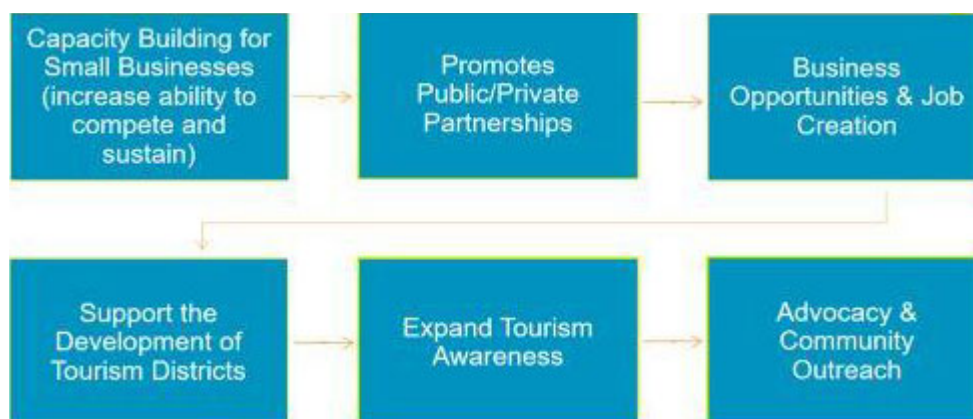 Capacity Building for
Small Businesses
(increase ability to
compete and
sustain)
Promotes
Public/Private
Partnerships
Business
Opportunities & Job
Creation
Support the
Development of
Tourism Districts
Expand Tourism
Awareness
Advocacy &
Community
Outreach